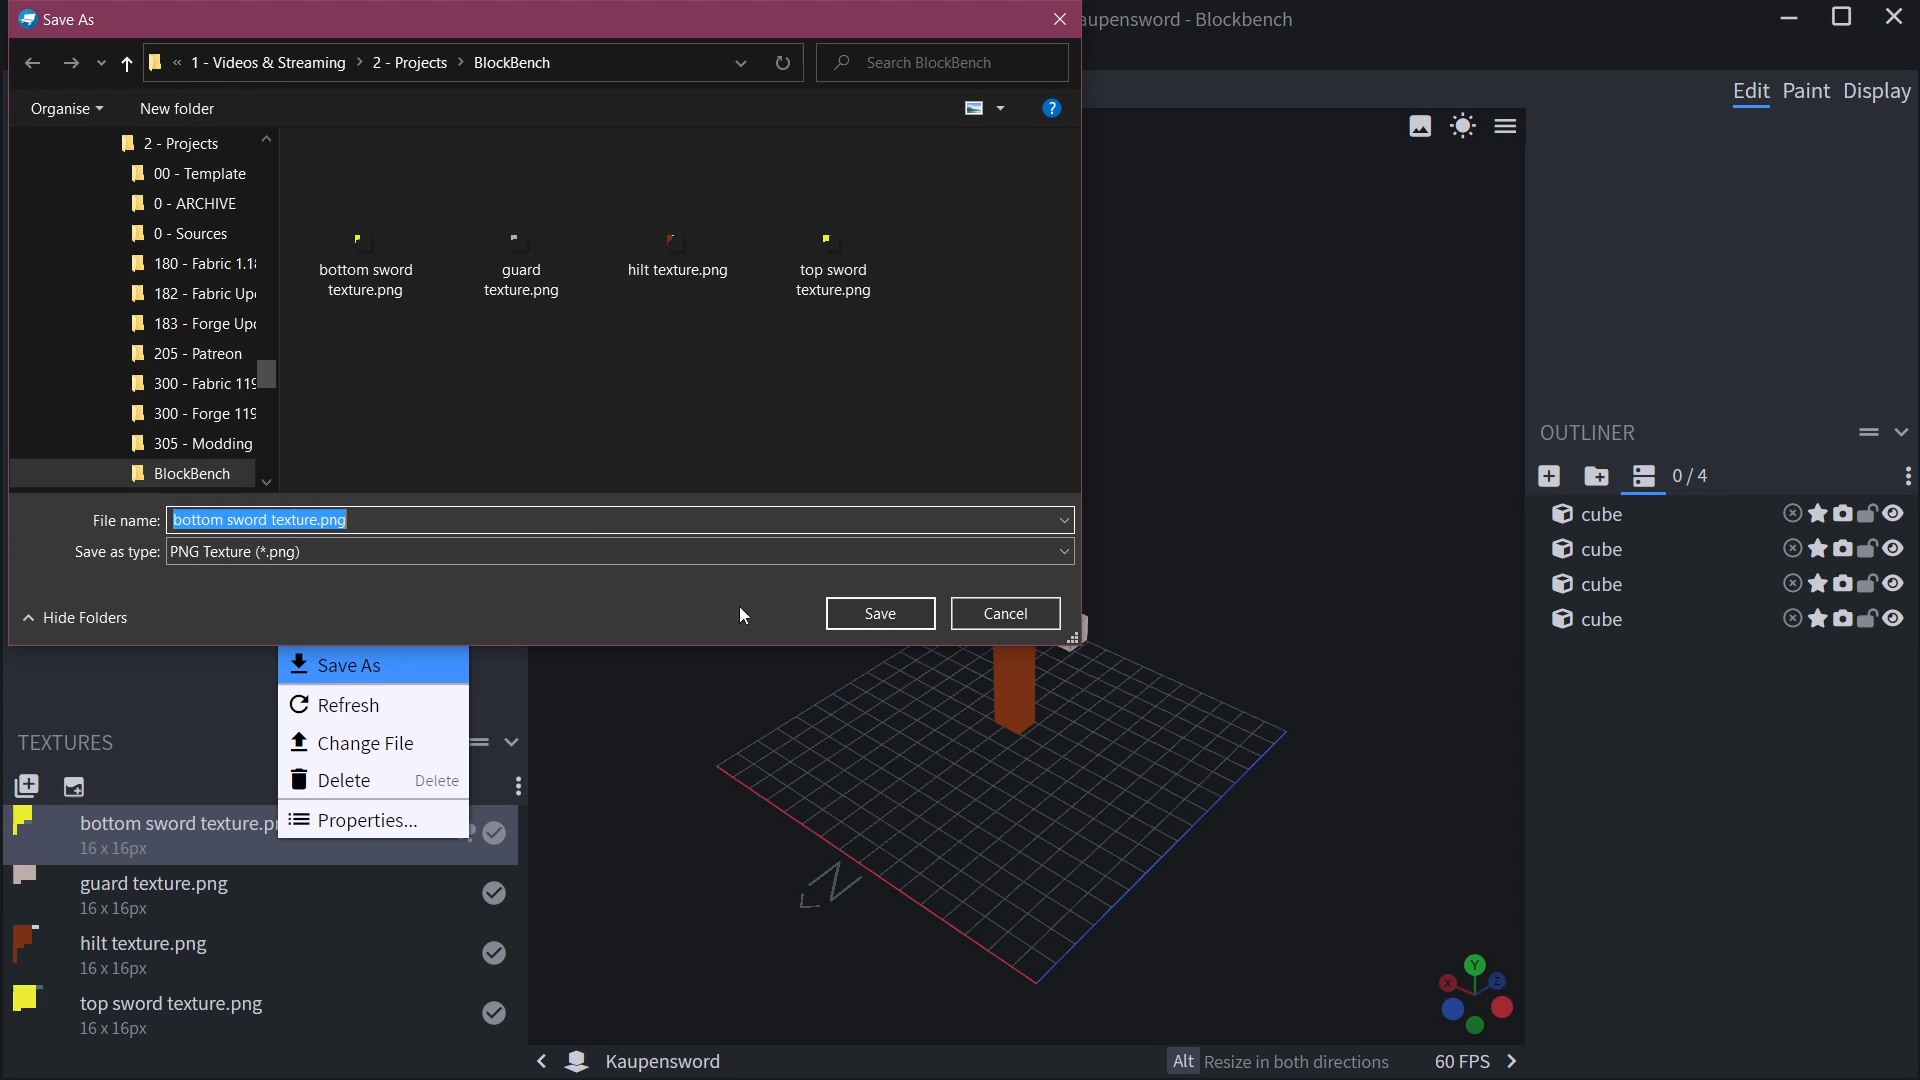 Save As
aupensword - Blockbench
« 1 - Videos & Streaming > 2 - Projects > BlockBench
Search BlockBench
Organise
New folder
?
Edit Paint Display
2 - Projects
00 - Template
0 - ARCHIVE
0 - Sources
180 - Fabric 1.18
182 - Fabric Up
183 - Forge Up
205 - Patreon
300 - Fabric 119
300 - Forge 119
305 - Modding
BlockBench
bottom sword
texture.png
guard
texture.png
hilt texture.png
top sword
texture.png
File name: bottom sword texture.png
Save as type: PNG Texture (*.png)
Hide Folders
Save
Cancel
OUTLINER
0 / 4
cube
cube
cube
cube
Save As
Refresh
Change File
Delete Delete
Properties...
TEXTURES
bottom sword texture.p
16 x 16px
guard texture.png
16 x 16px
hilt texture.png
16 x 16px
top sword texture.png
16 x 16px
N
Y
X
Z
Kaupensword
Alt Resize in both directions
60 FPS